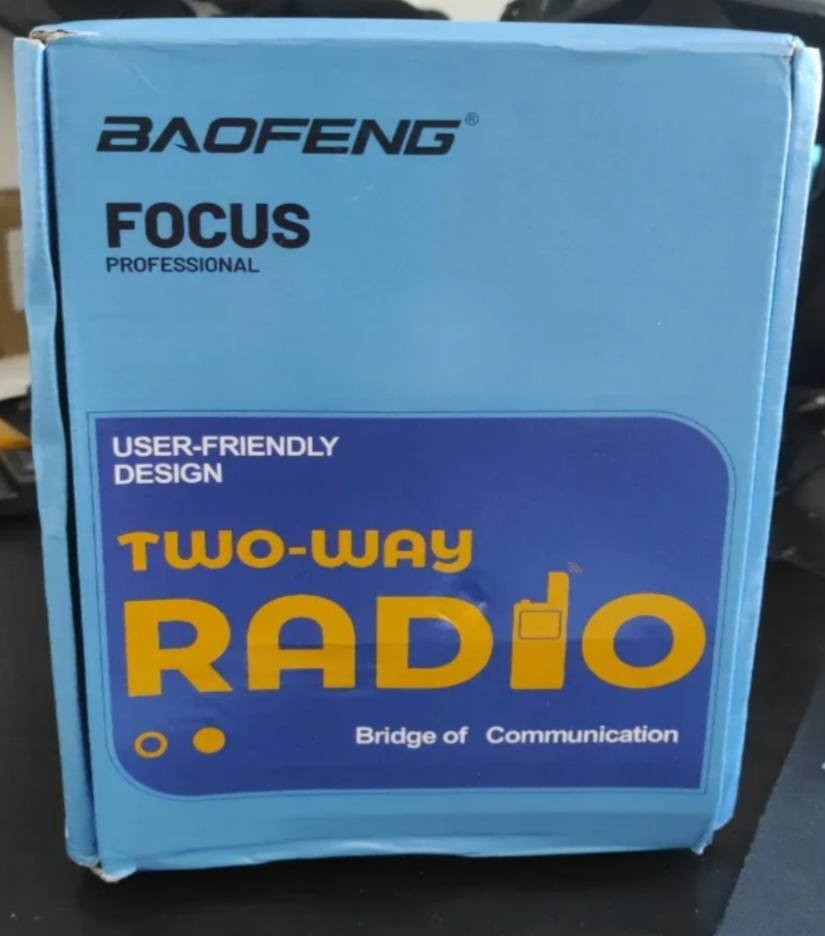 BAOFENG®
FOCUS
PROFESSIONAL
USER-FRIENDLY
DESIGN
TWO-WAY
RADIO
Bridge of Communication